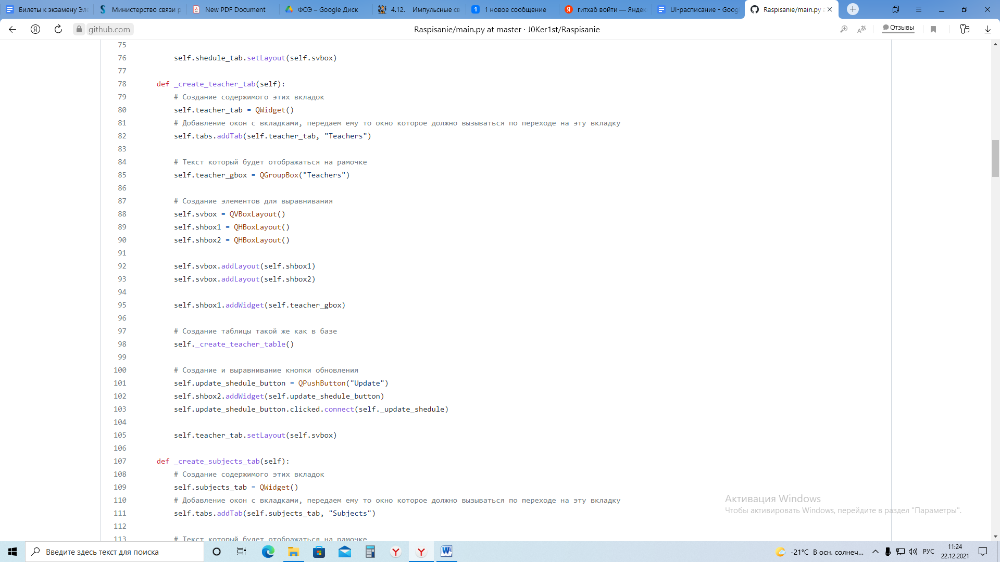 Билеты к экзамену Эле
Министерство связи р
New PDF Document
ФОЭ – Google Диск
4.12. Импульсные св
1 новое сообщение
гитхаб войти — Яндек
UI-расписание - Goog
Raspisanie/main.py a
github.com
Raspisanie/main.py at master · J0Ker1st/Raspisanie
Отзывы
75
76 self.shedule_tab.setLayout(self.svbox)
77
78 def _create_teacher_tab(self):
79 # Создание содержимого этих вкладок
80 self.teacher_tab = QWidget()
81 # Добавление окон с вкладками, передаем ему то окно которое должно вызываться по переходе на эту вкладку
82 self.tabs.addTab(self.teacher_tab, "Teachers")
83
84 # Текст который будет отображаться на рамочке
85 self.teacher_gbox = QGroupBox("Teachers")
86
87 # Создание элементов для выравнивания
88 self.svbox = QVBoxLayout()
89 self.shbox1 = QHBoxLayout()
90 self.shbox2 = QHBoxLayout()
91
92 self.svbox.addLayout(self.shbox1)
93 self.svbox.addLayout(self.shbox2)
94
95 self.shbox1.addWidget(self.teacher_gbox)
96
97 # Создание таблицы такой же как в базе
98 self._create_teacher_table()
99
100 # Создание и выравнивание кнопки обновления
101 self.update_shedule_button = QPushButton("Update")
102 self.shbox2.addWidget(self.update_shedule_button)
103 self.update_shedule_button.clicked.connect(self._update_shedule)
104
105 self.teacher_tab.setLayout(self.svbox)
106
107 def _create_subjects_tab(self):
108 # Создание содержимого этих вкладок
109 self.subjects_tab = QWidget()
110 # Добавление окон с вкладками, передаем ему то окно которое должно вызываться по переходе на эту вкладку
111 self.tabs.addTab(self.subjects_tab, "Subjects")
112
113 # Текст который будет отображаться на рамочке
Активация Windows
Чтобы активировать Windows, перейдите в раздел "Параметры".
Введите здесь текст для поиска
-21°C В осн. солнеч...
РУС
11:24
22.12.2021